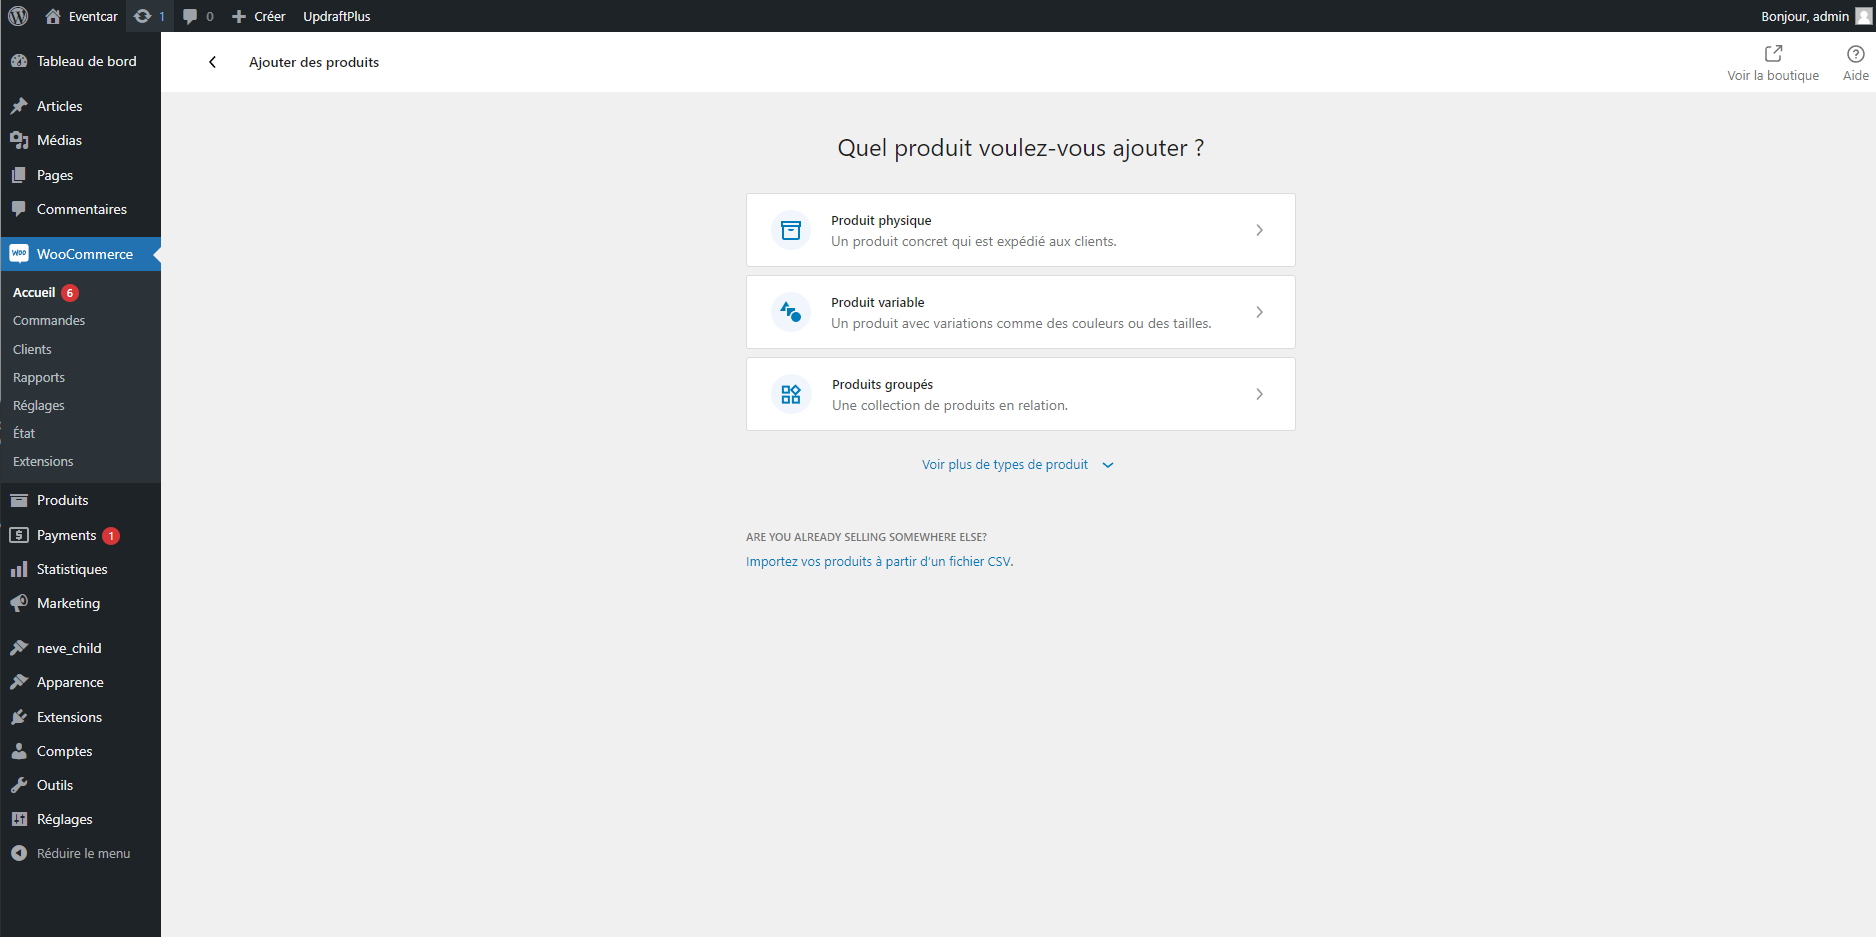 Eventcar
1
0
Créer
UpdraftPlus
Bonjour, admin
Tableau de bord
Articles
Médias
Pages
Commentaires
woo
WooCommerce
Accueil 6
Commandes
Clients
Rapports
Réglages
État
Extensions
Produits
Payments 1
Statistiques
Marketing
neve_child
Apparence
Extensions
Comptes
Outils
Réglages
Réduire le menu
Ajouter des produits
Voir la boutique
Aide
Quel produit voulez-vous ajouter ?
Produit physique
Un produit concret qui est expédié aux clients.
Produit variable
Un produit avec variations comme des couleurs ou des tailles.
Produits groupés
Une collection de produits en relation.
Voir plus de types de produit
ARE YOU ALREADY SELLING SOMEWHERE ELSE?
Importez vos produits à partir d'un fichier CSV.